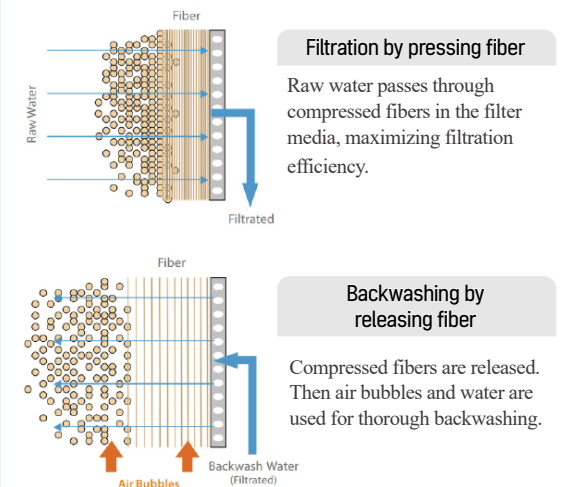 Fiber
Raw Water
Filtrated
Filtration by pressing fiber
Raw water passes through
compressed fibers in the filter
media, maximizing filtration
efficiency.
Fiber
Air Bubbles
Backwash Water
(Filtrated)
Backwashing by
releasing fiber
Compressed fibers are released.
Then air bubbles and water are
used for thorough backwashing.